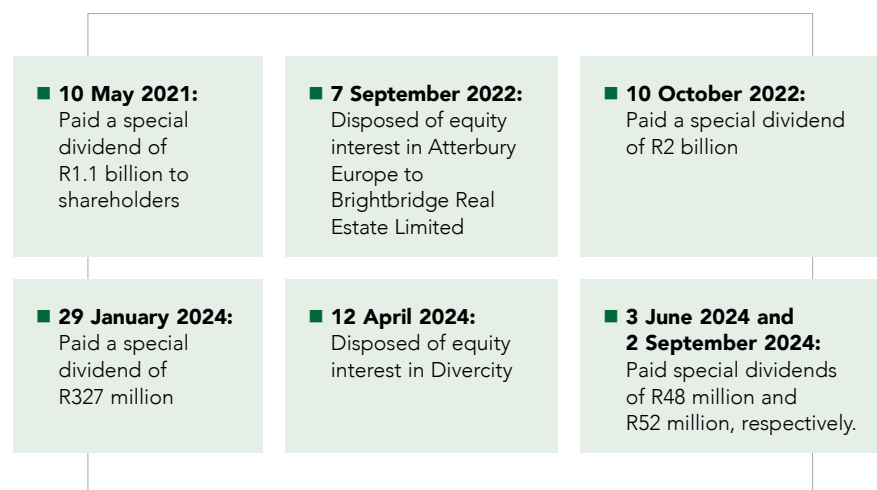 10 May 2021:
Paid a special
dividend of
R1.1 billion to
shareholders
7 September 2022:
Disposed of equity
interest in Atterbury
Europe to
Brightbridge Real
Estate Limited
10 October 2022:
Paid a special dividend
of R2 billion
29 January 2024:
Paid a special
dividend of
R327 million
12 April 2024:
Disposed of equity
interest in Divercity
3 June 2024 and
2 September 2024:
Paid special dividends
of R48 million and
R52 million, respectively.